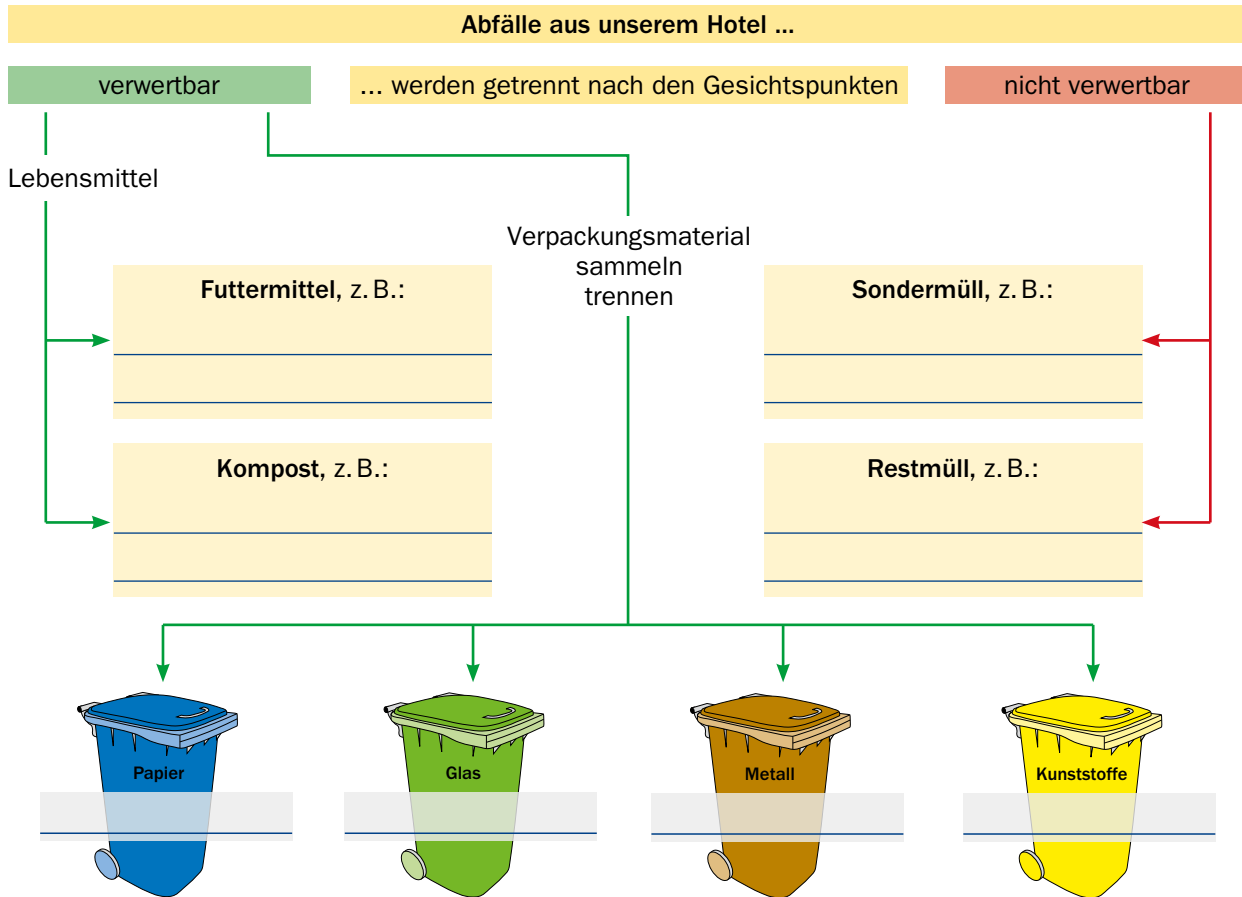 Abfälle aus unserem Hotel ...
verwertbar
... werden getrennt nach den Gesichtspunkten
nicht verwertbar
Lebensmittel
Verpackungsmaterial
sammeln
trennen
Futtermittel, z. B.:
Sondermüll, z. B.:
Kompost, z. B.:
Restmüll, z. B.:
Papier
Glas
Metall
Kunststoffe